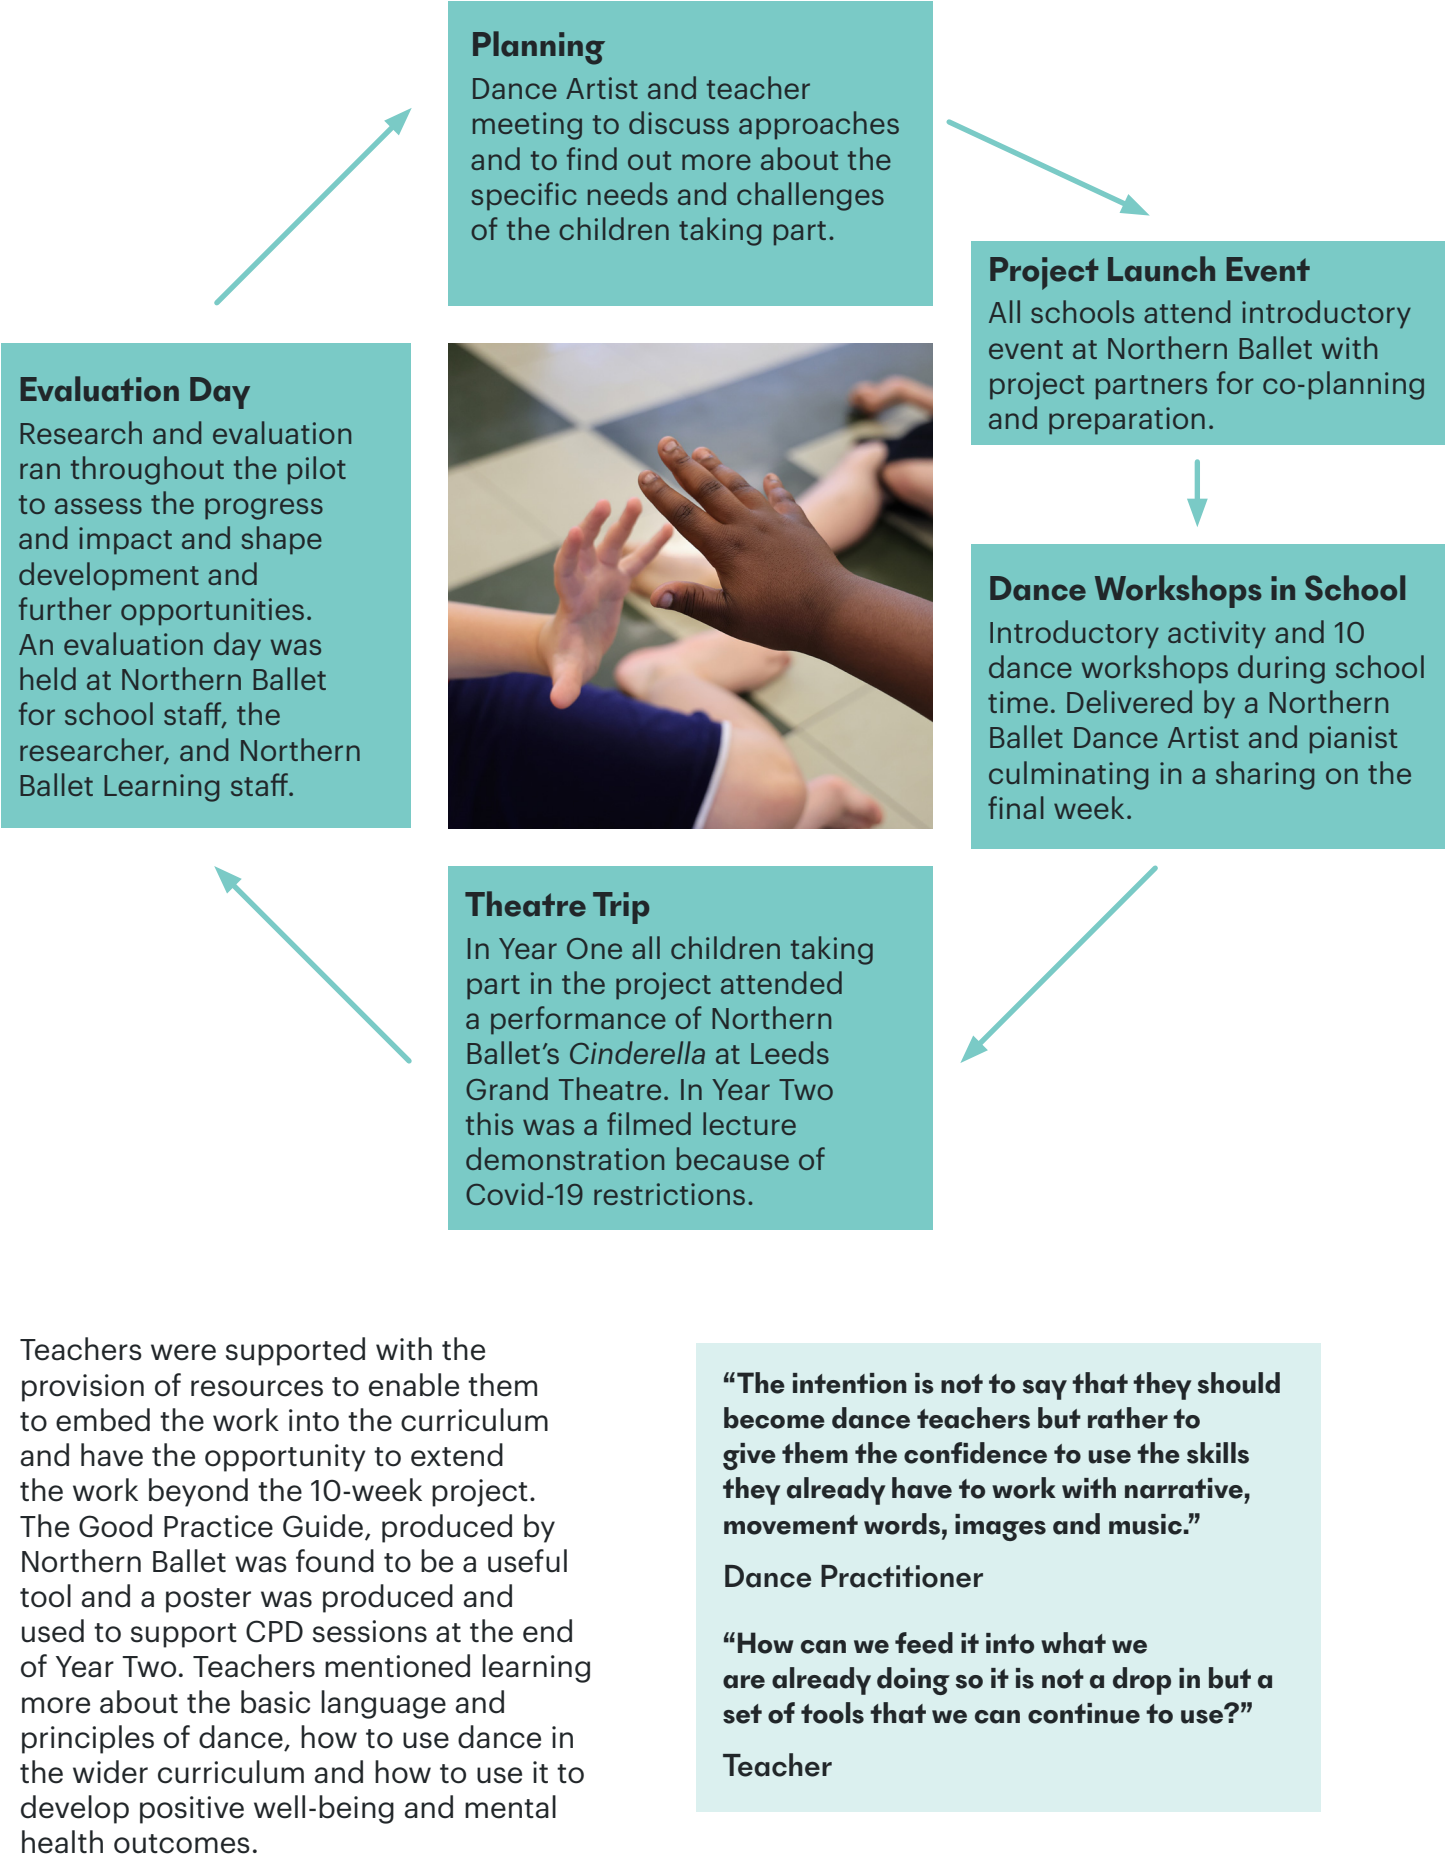 Planning
Dance Artist and teacher
meeting to discuss approaches
and to find out more about the
specific needs and challenges
of the children taking part.
Project Launch Event
All schools attend introductory
event at Northern Ballet with
project partners for co-planning
and preparation.
Dance Workshops in School
Introductory activity and 10
dance workshops during school
time. Delivered by a Northern
Ballet Dance Artist and pianist
culminating in a sharing on the
final week.
Theatre Trip
In Year One all children taking
part in the project attended
a performance of Northern
Ballet’s Cinderella at Leeds
Grand Theatre. In Year Two
this was a filmed lecture
demonstration because of
Covid-19 restrictions.
Evaluation Day
Research and evaluation
ran throughout the pilot
to assess the progress
and impact and shape
development and
further opportunities.
An evaluation day was
held at Northern Ballet
for school staff, the
researcher, and Northern
Ballet Learning staff.
Teachers were supported with the
provision of resources to enable them
to embed the work into the curriculum
and have the opportunity to extend
the work beyond the 10-week project.
The Good Practice Guide, produced by
Northern Ballet was found to be a useful
tool and a poster was produced and
used to support CPD sessions at the end
of Year Two. Teachers mentioned learning
more about the basic language and
principles of dance, how to use dance in
the wider curriculum and how to use it to
develop positive well-being and mental
health outcomes.
“The intention is not to say that they should
become dance teachers but rather to
give them the confidence to use the skills
they already have to work with narrative,
movement words, images and music.”
Dance Practitioner
“How can we feed it into what we
are already doing so it is not a drop in but a
set of tools that we can continue to use?”
Teacher